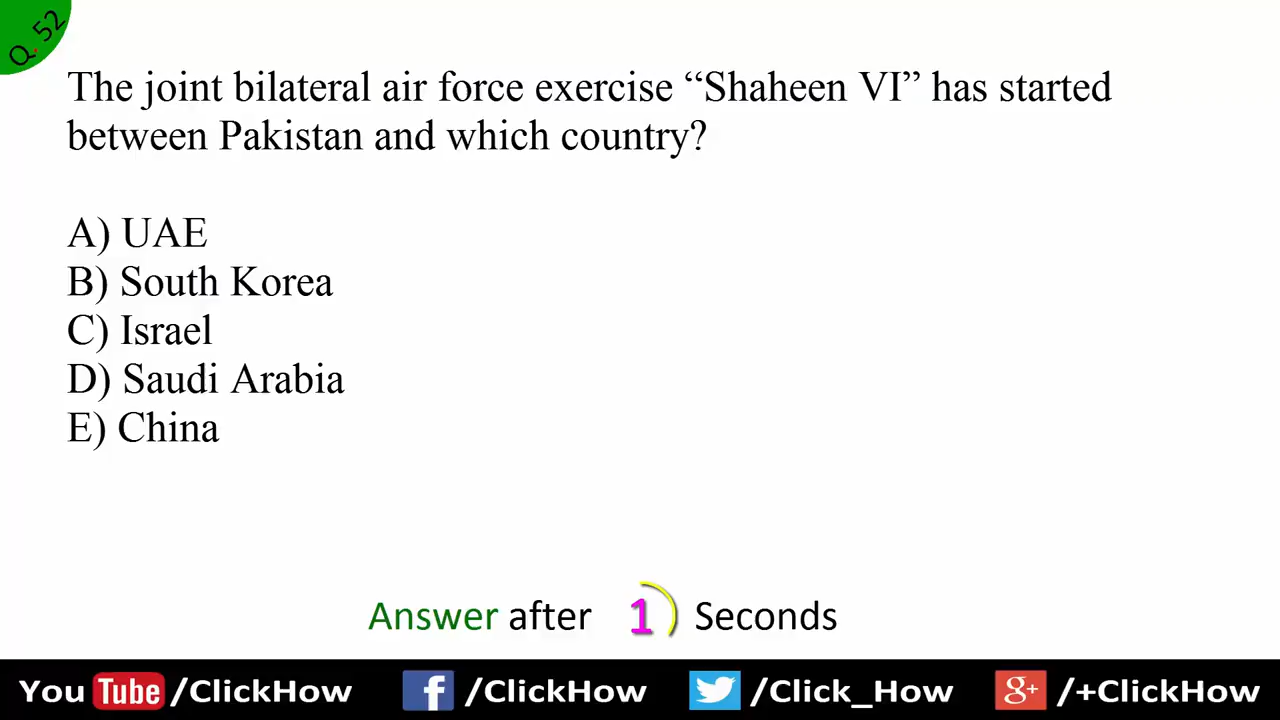 Q. 52
The joint bilateral air force exercise “Shaheen VI” has started
between Pakistan and which country?
A) UAE
B) South Korea
C) Israel
D) Saudi Arabia
E) China
Answer after 1 Seconds
You Tube /ClickHow f /ClickHow /Click_How g+ /+ClickHow